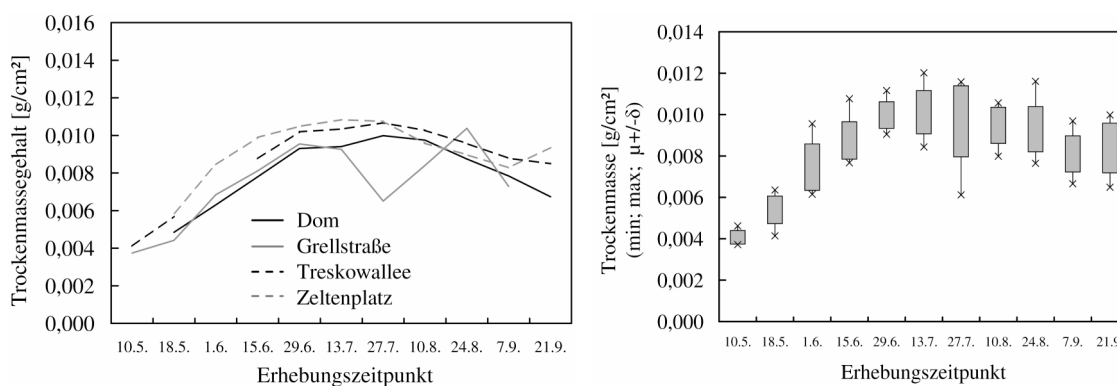 Trockenmassegehalt [g/cm²]
0,016
0,014
0,012
0,010
0,008
0,006
0,004
0,002
0,000
Dom
Grellstraße
Treskowallee
Zeltenplatz
10.5. 18.5. 1.6. 15.6. 29.6. 13.7. 27.7. 10.8. 24.8. 7.9. 21.9.
Erhebungszeitpunkt
Trockenmasse [g/cm²]
(min; max; µ+/-δ)
0,014
0,012
0,010
0,008
0,006
0,004
0,002
0,000
10.5. 18.5. 1.6. 15.6. 29.6. 13.7. 27.7. 10.8. 24.8. 7.9. 21.9
Erhebungszeitpunkt